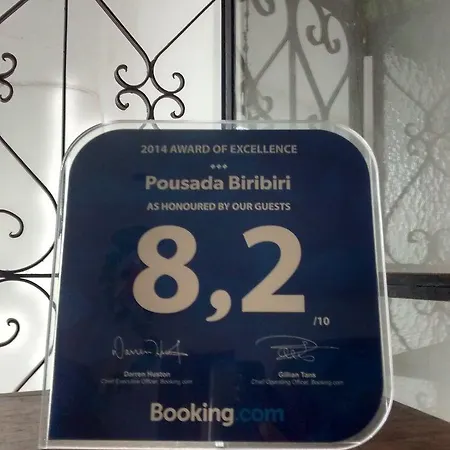 2014 AWARD OF EXCELLENCE
Pousada Biribiri
AS HONOURED BY OUR GUESTS
8,2 /10
Darren Huston Gillian Tans
Chief Executive Officer, Booking.com Chief Operating Officer, Booking.com
Booking.com